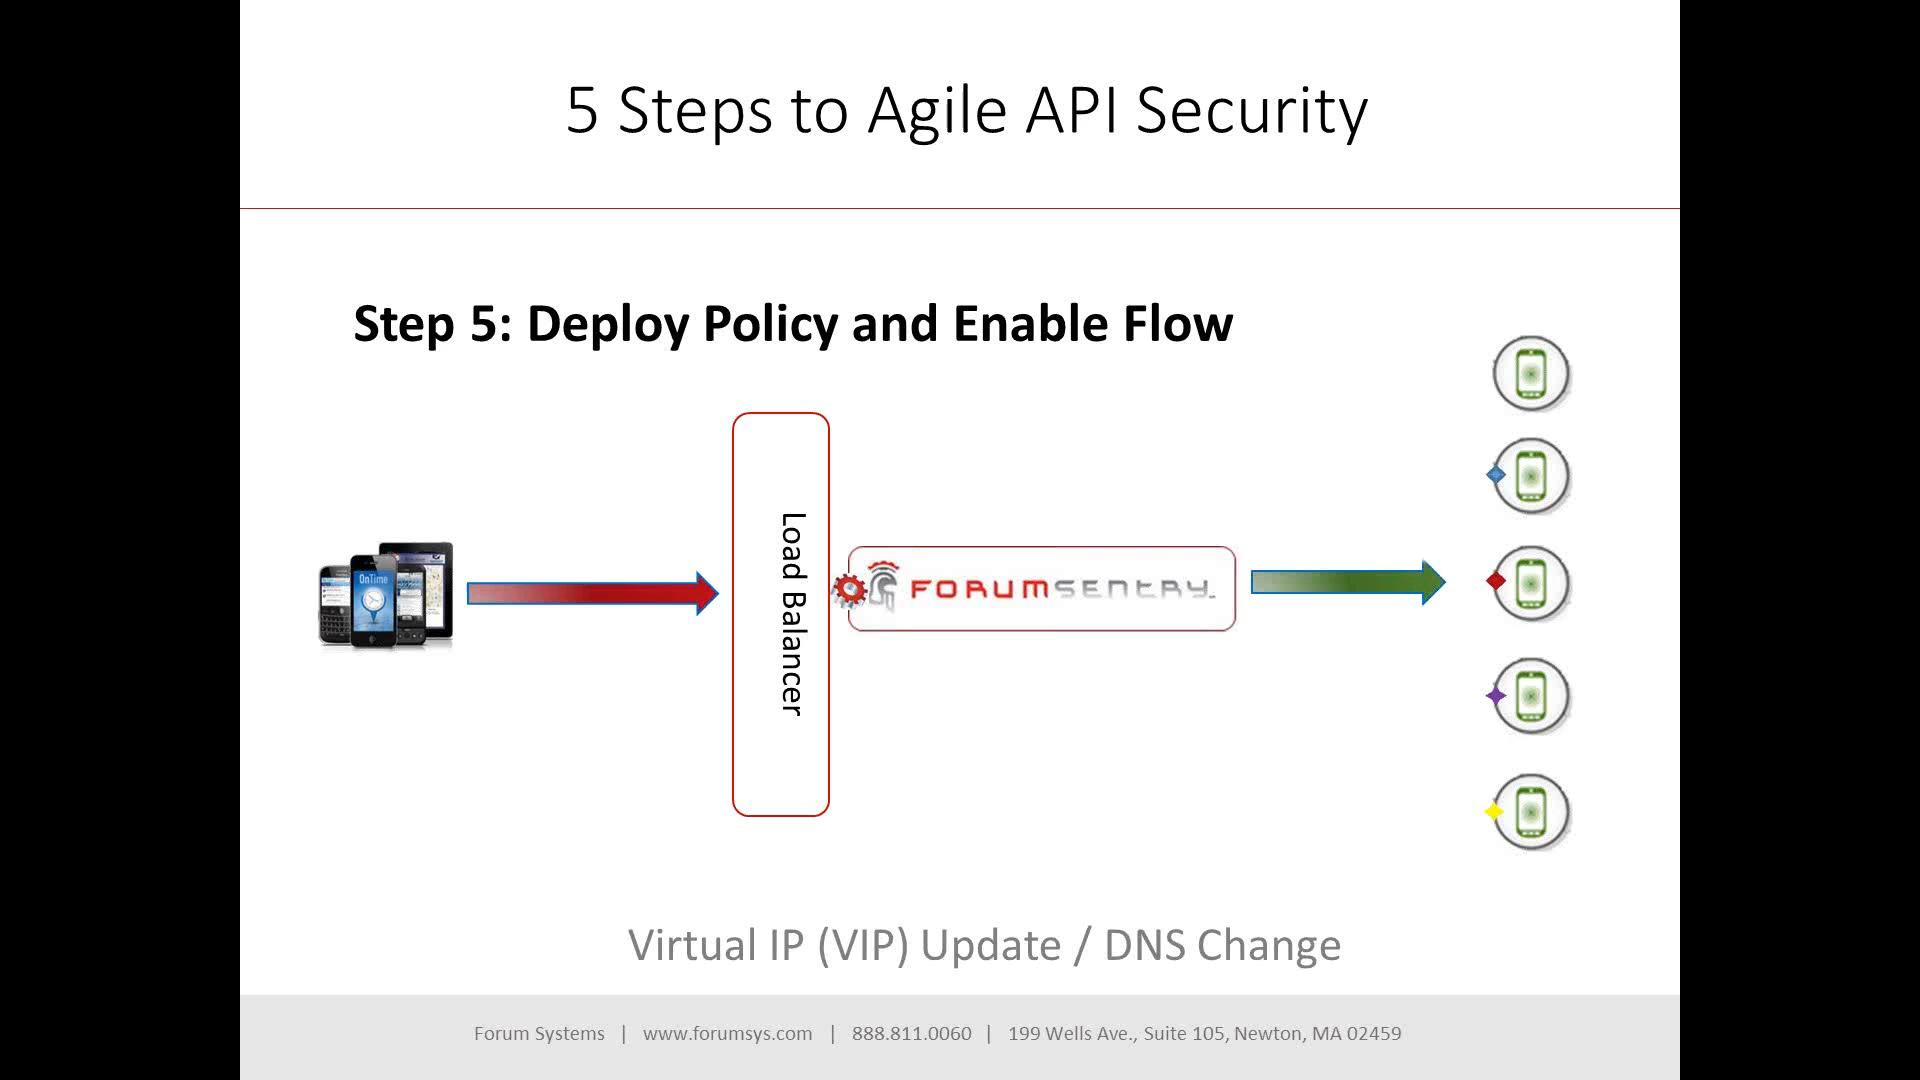 5 Steps to Agile API Security
Step 5: Deploy Policy and Enable Flow
OnTime
Load Balancer
FORUMSENTRY
Virtual IP (VIP) Update / DNS Change
Forum Systems | www.forumsys.com | 888.811.0060 | 199 Wells Ave., Suite 105, Newton, MA 02459